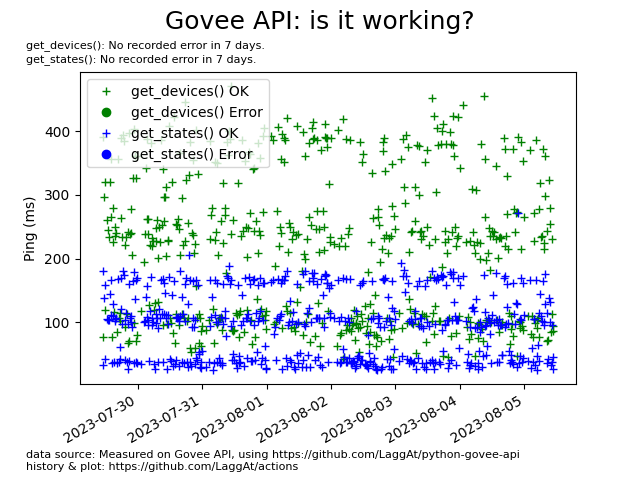 Govee API: is it working?
get_devices(): No recorded error in 7 days.
get_states(): No recorded error in 7 days.
get_devices() OK
get_devices() Error
get_states() OK
get_states() Error
Ping (ms)
400
300
200
100
2023-07-30
2023-07-31
2023-08-01
2023-08-02
2023-08-03
2023-08-04
2023-08-05
data source: Measured on Govee API, using https://github.com/LaggAt/python-govee-api
history & plot: https://github.com/LaggAt/actions